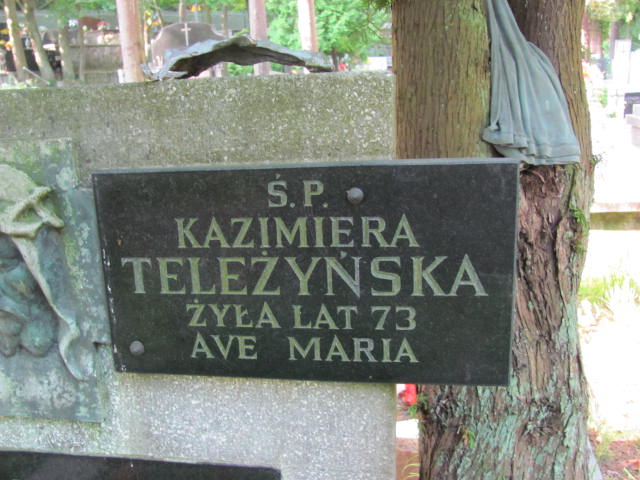 Ś.P.
KAZIMIERA
TELEŻYŃSKA
ŻYŁA LAT 73
AVE MARIA